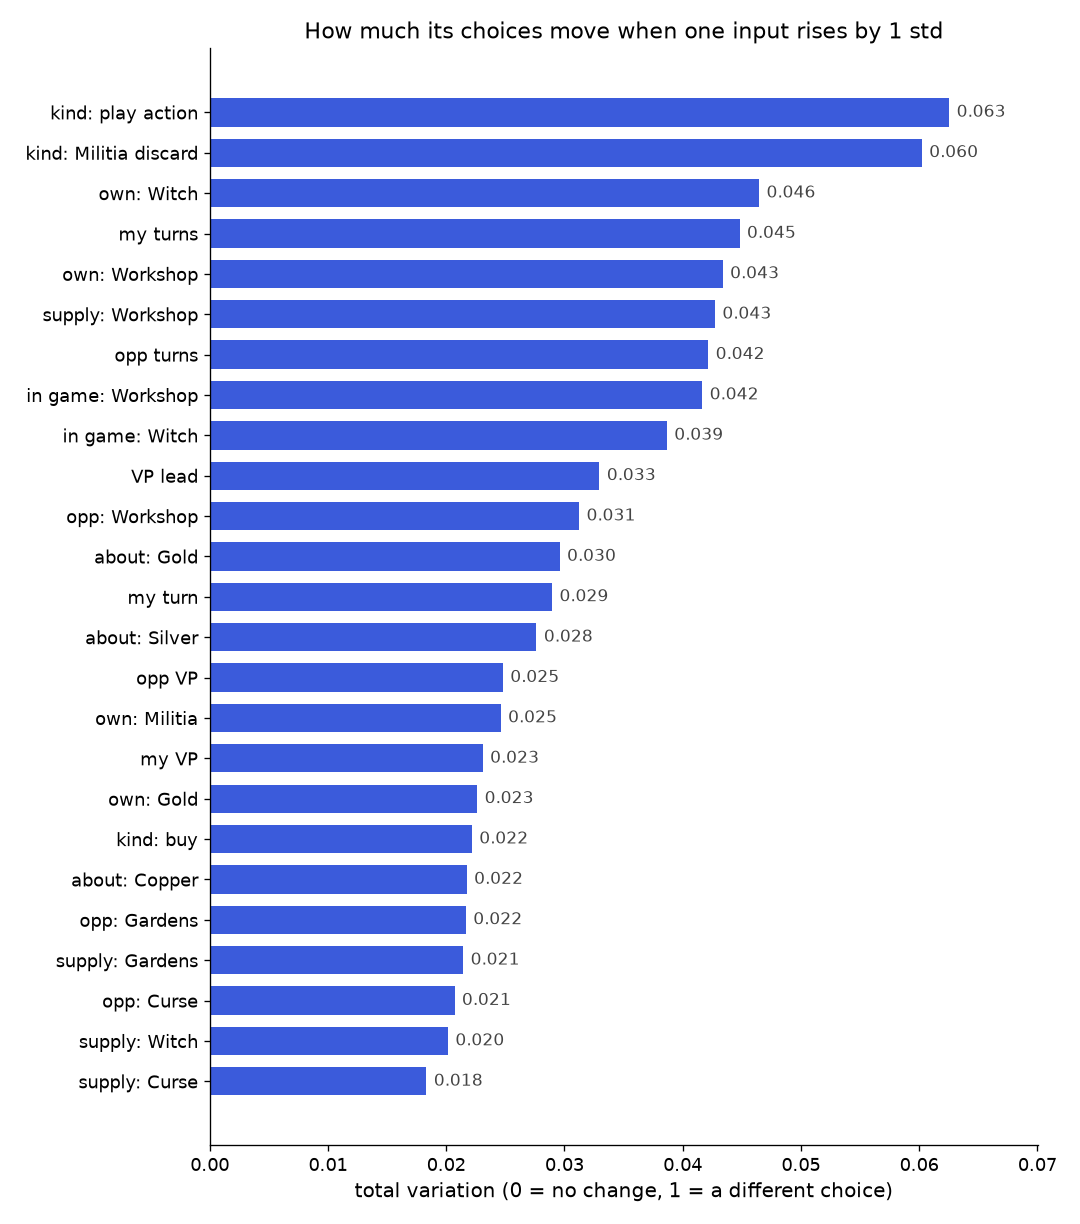 How much its choices move when one input rises by 1 std
kind: play action 0.063
kind: Militia discard 0.060
own: Witch 0.046
my turns 0.045
own: Workshop 0.043
supply: Workshop 0.043
opp turns 0.042
in game: Workshop 0.042
in game: Witch 0.039
VP lead 0.033
opp: Workshop 0.031
about: Gold 0.030
my turn 0.029
about: Silver 0.028
opp VP 0.025
own: Militia 0.025
my VP 0.023
own: Gold 0.023
kind: buy 0.022
about: Copper 0.022
opp: Gardens 0.022
supply: Gardens 0.021
opp: Curse 0.021
supply: Witch 0.020
supply: Curse 0.018
0.00 0.01 0.02 0.03 0.04 0.05 0.06 0.07
total variation (0 = no change, 1 = a different choice)